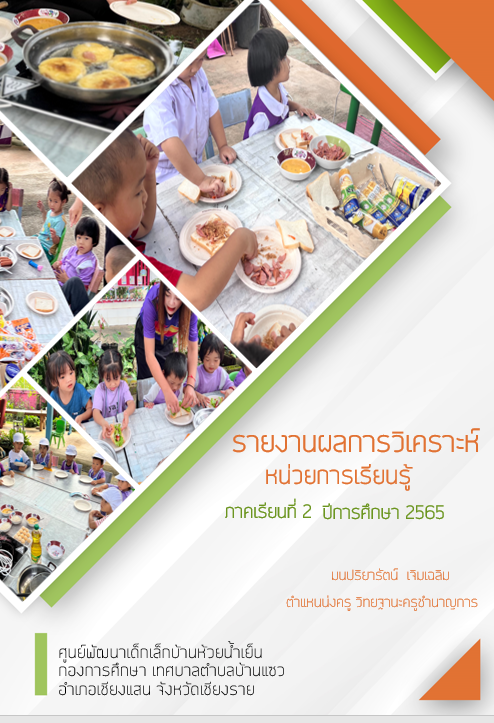 รายงานผลการวิเคราะห์
หน่วยการเรียนรู้
ภาคเรียนที่ 2 ปีการศึกษา 2565
มนปริยารัตน์ เจิมเฉลิม
ตำแหน่งครู วิทยฐานะครูชำนาญการ
ศูนย์พัฒนาเด็กเล็กบ้านห้วยน้ำเย็น
กองการศึกษา เทศบาลตำบลบ้านแซว
อำเภอเชียงแสน จังหวัดเชียงราย